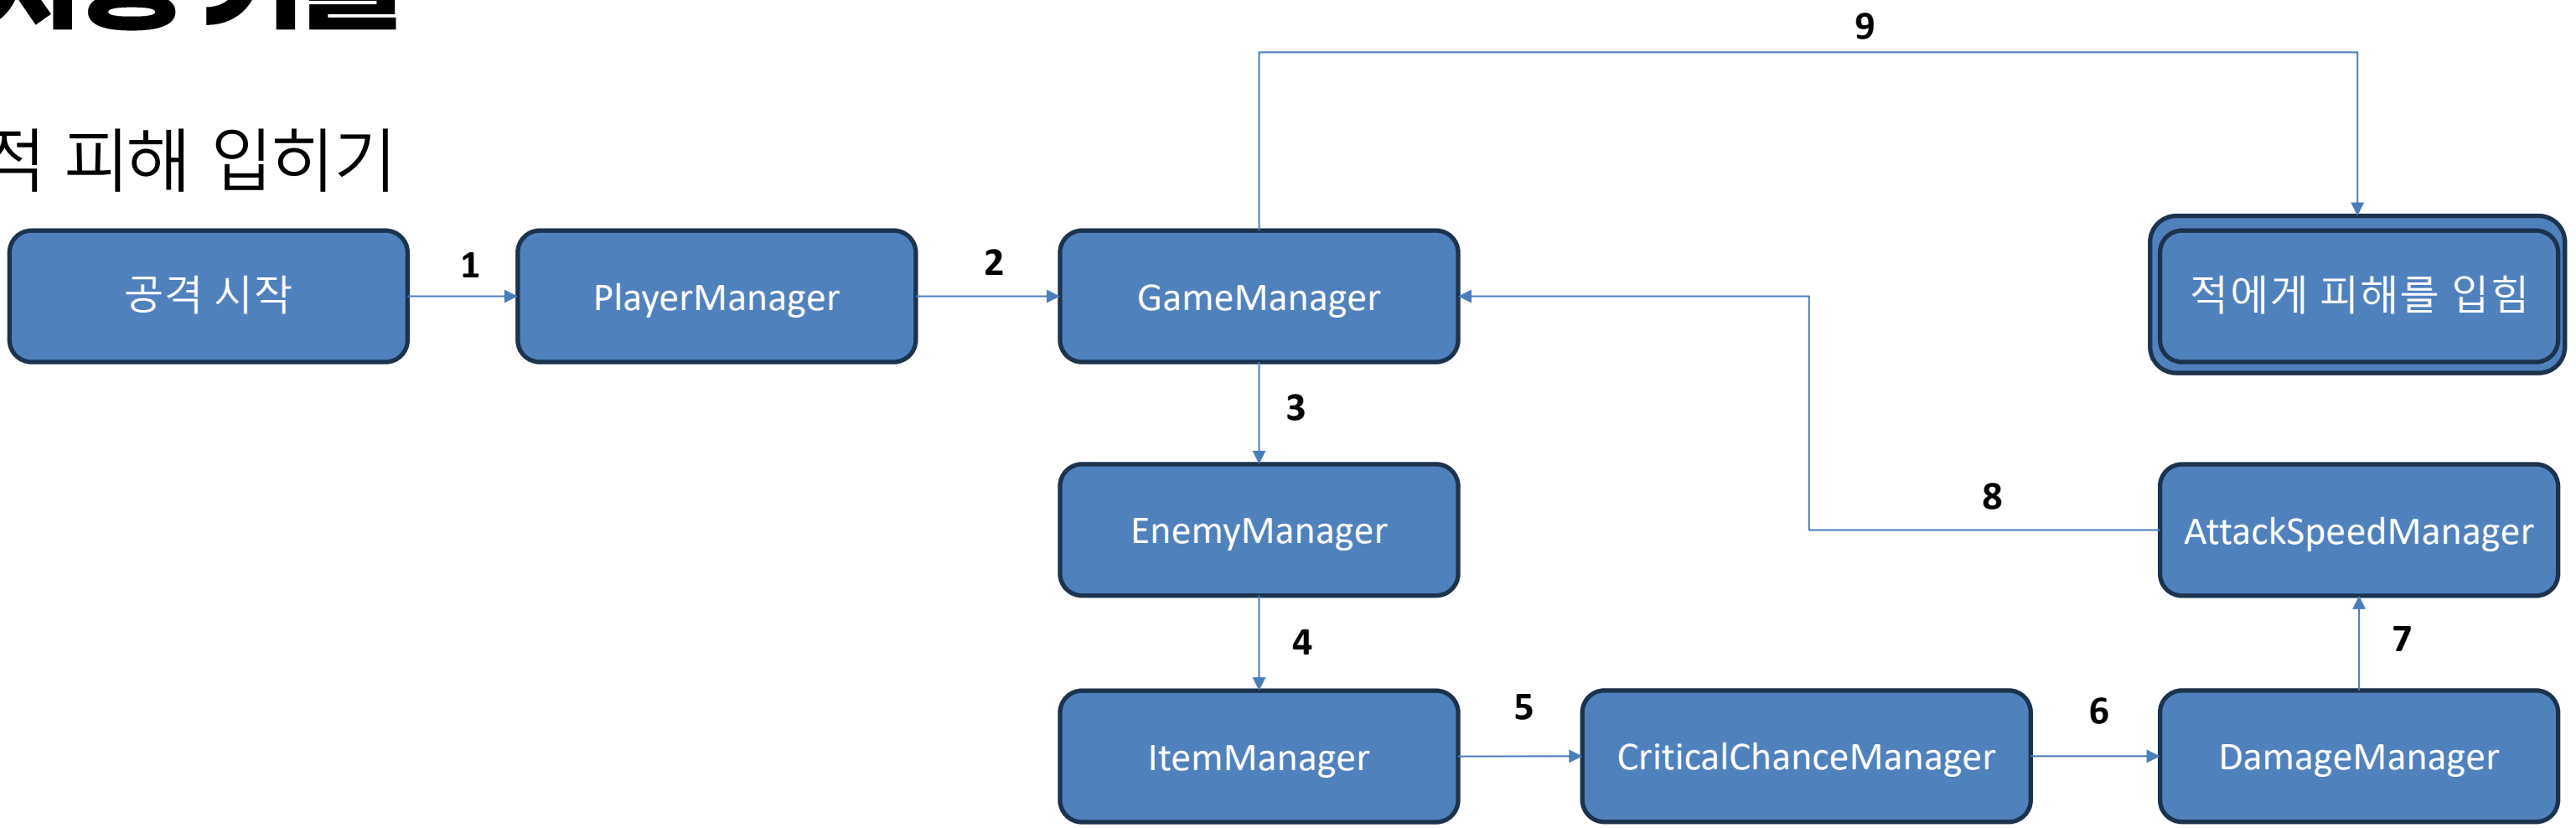 9
적 피해 입히기
공격 시작
1
PlayerManager
2
GameManager
적에게 피해를 입힘
3
EnemyManager
8
AttackSpeedManager
4
7
ItemManager
5
CriticalChanceManager
6
DamageManager